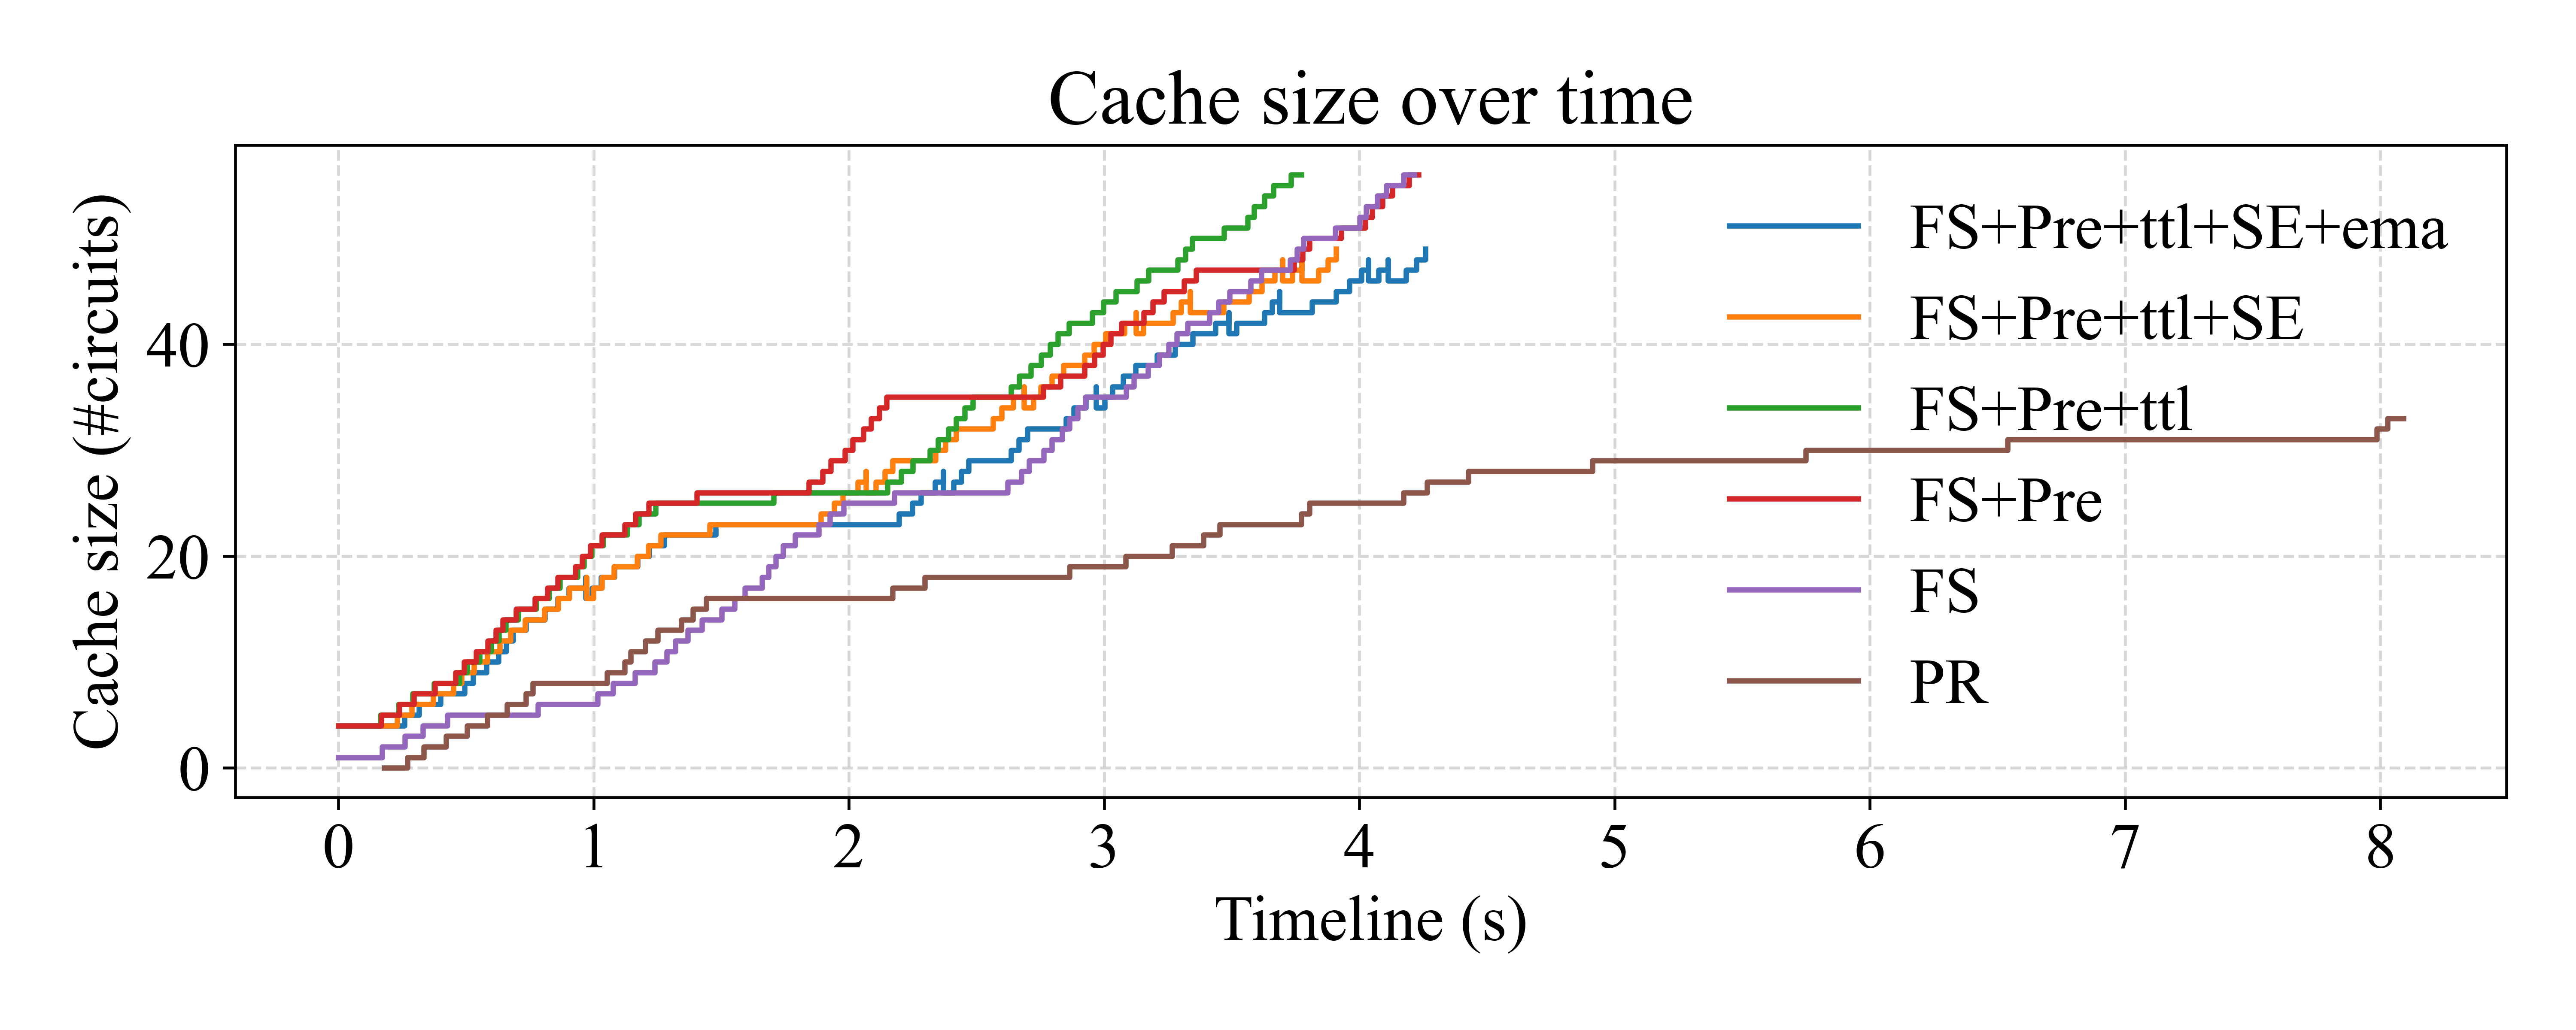 Cache size over time
Cache size (#circuits)
40
20
0
FS+Pre+ttl+SE+ema
FS+Pre+ttl+SE
FS+Pre+ttl
FS+Pre
FS
PR
0 1 2 3 4 5 6 7 8
Timeline (s)